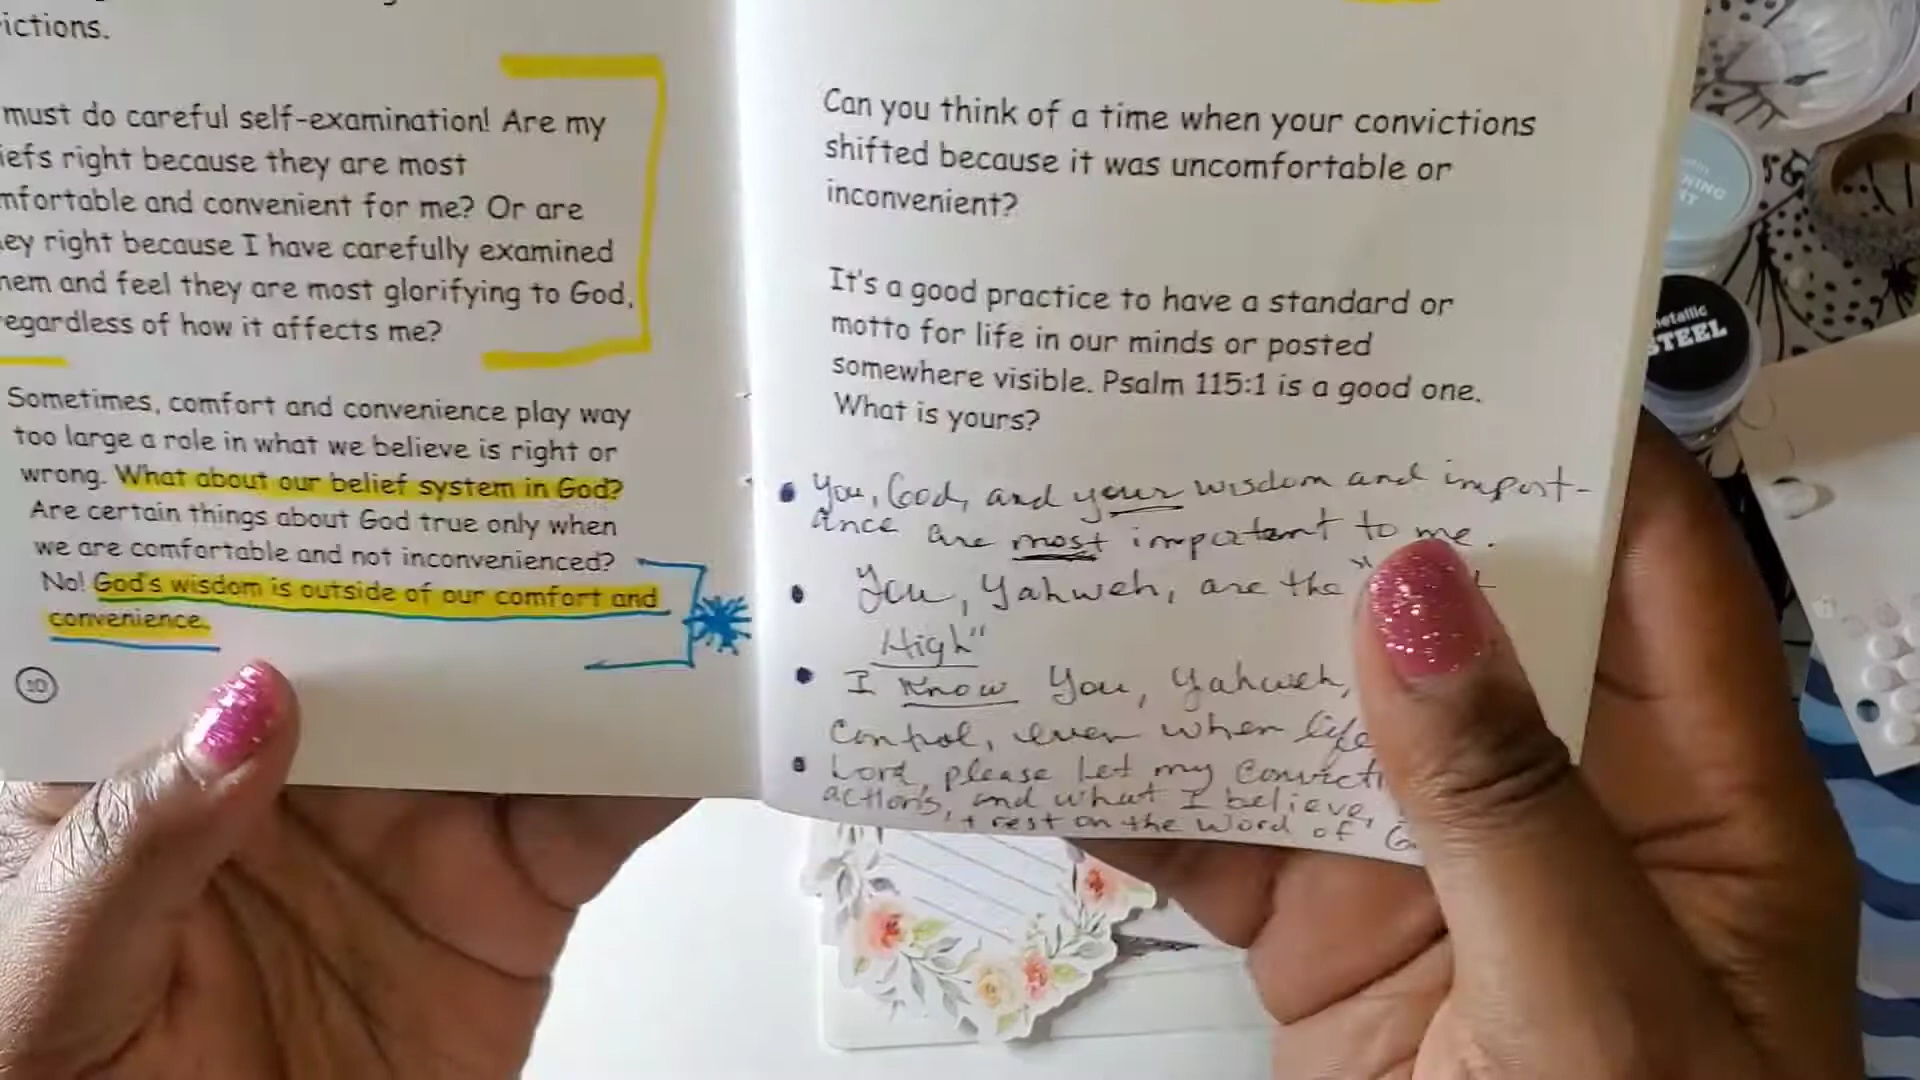 ictions.
must do careful self-examination! Are my
iefs right because they are most
mfortable and convenient for me? Or are
ey right because I have carefully examined
hem and feel they are most glorifying to God,
egardless of how it affects me?
Sometimes, comfort and convenience play way
too large a role in what we believe is right or
wrong. What about our belief system in God?
Are certain things about God true only when
we are comfortable and not inconvenienced?
No! God's wisdom is outside of our comfort and
convenience.
10
Can you think of a time when your convictions
shifted because it was uncomfortable or
inconvenient?
It's a good practice to have a standard or
motto for life in our minds or posted
somewhere visible. Psalm 115:1 is a good one.
What is yours?
• You, God, and your wisdom and import-
ance are most important to me.
• You, Yahweh, are the
High"
• I know You, Yahweh,
control, even when life
• Lord, please let my convicti
actions, and what I believe,
+ rest on the Word of G
metallic
STEEL